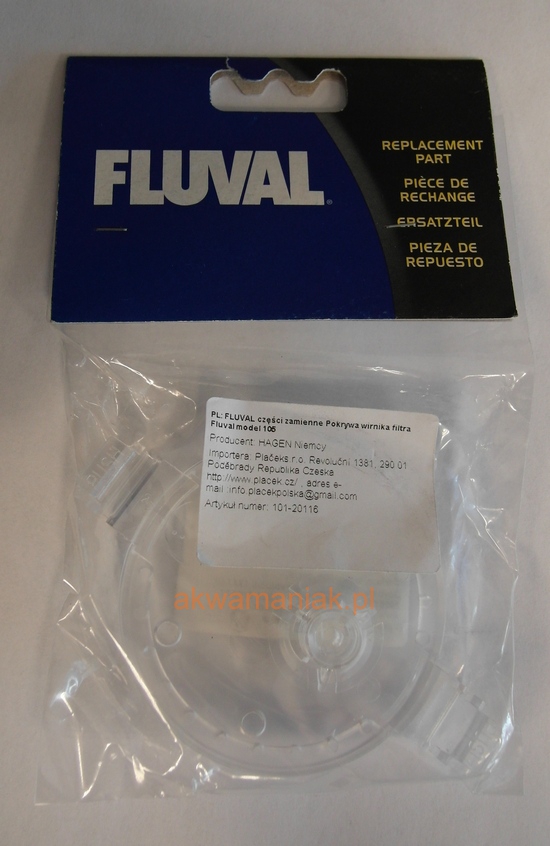 FLUVAL
REPLACEMENT
PART
PIÈCE DE
RECHANGE
ERSATZTEIL
PIEZA DE
REPUESTO
PL: FLUVAL części zamienne Pokrywa wirnika filtra
Fluval model 105
Producent: HAGEN Niemcy
Importera: Plačeks.r.o. Revoluční 1381, 290 01
Pocěbrady Republika Czeska
http://www.placek.cz/ , adres e-
mail: info.placekpolska@gmail.com
Artykuł numer: 101-20116
akwamaniak.pl